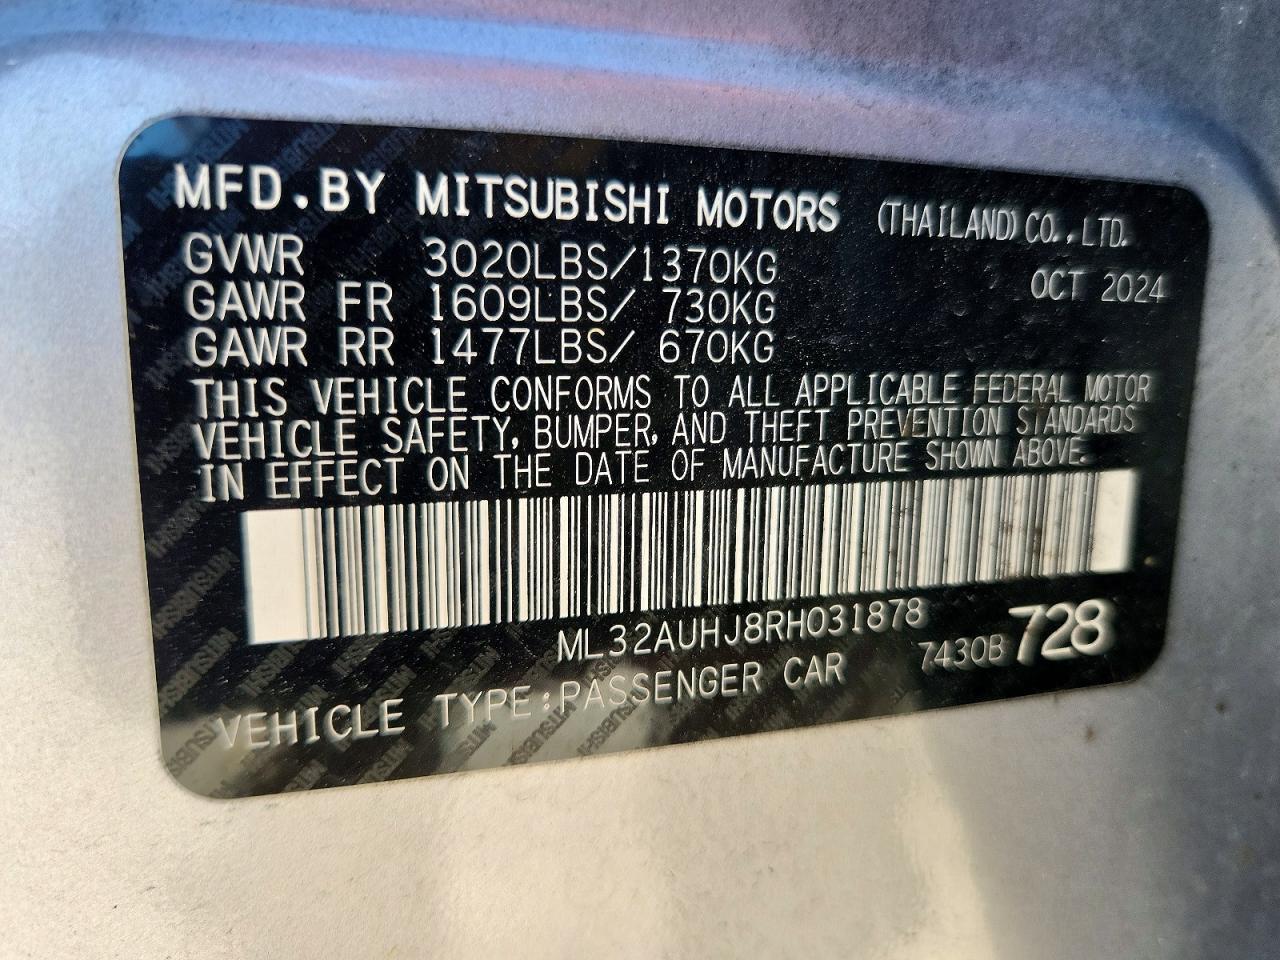 MFD.BY MITSUBISHI MOTORS (THAILAND) CO.,LTD.
GVWR 3020LBS/1370KG OCT 2024
GAWR FR 1609LBS/ 730KG
GAWR RR 1477LBS/ 670KG
THIS VEHICLE CONFORMS TO ALL APPLICABLE FEDERAL MOTOR
VEHICLE SAFETY, BUMPER, AND THEFT PREVENTION STANDARDS
IN EFFECT ON THE DATE OF MANUFACTURE SHOWN ABOVE.
ML32AUHJ8RH031878
VEHICLE TYPE:PASSENGER CAR 7430B 728